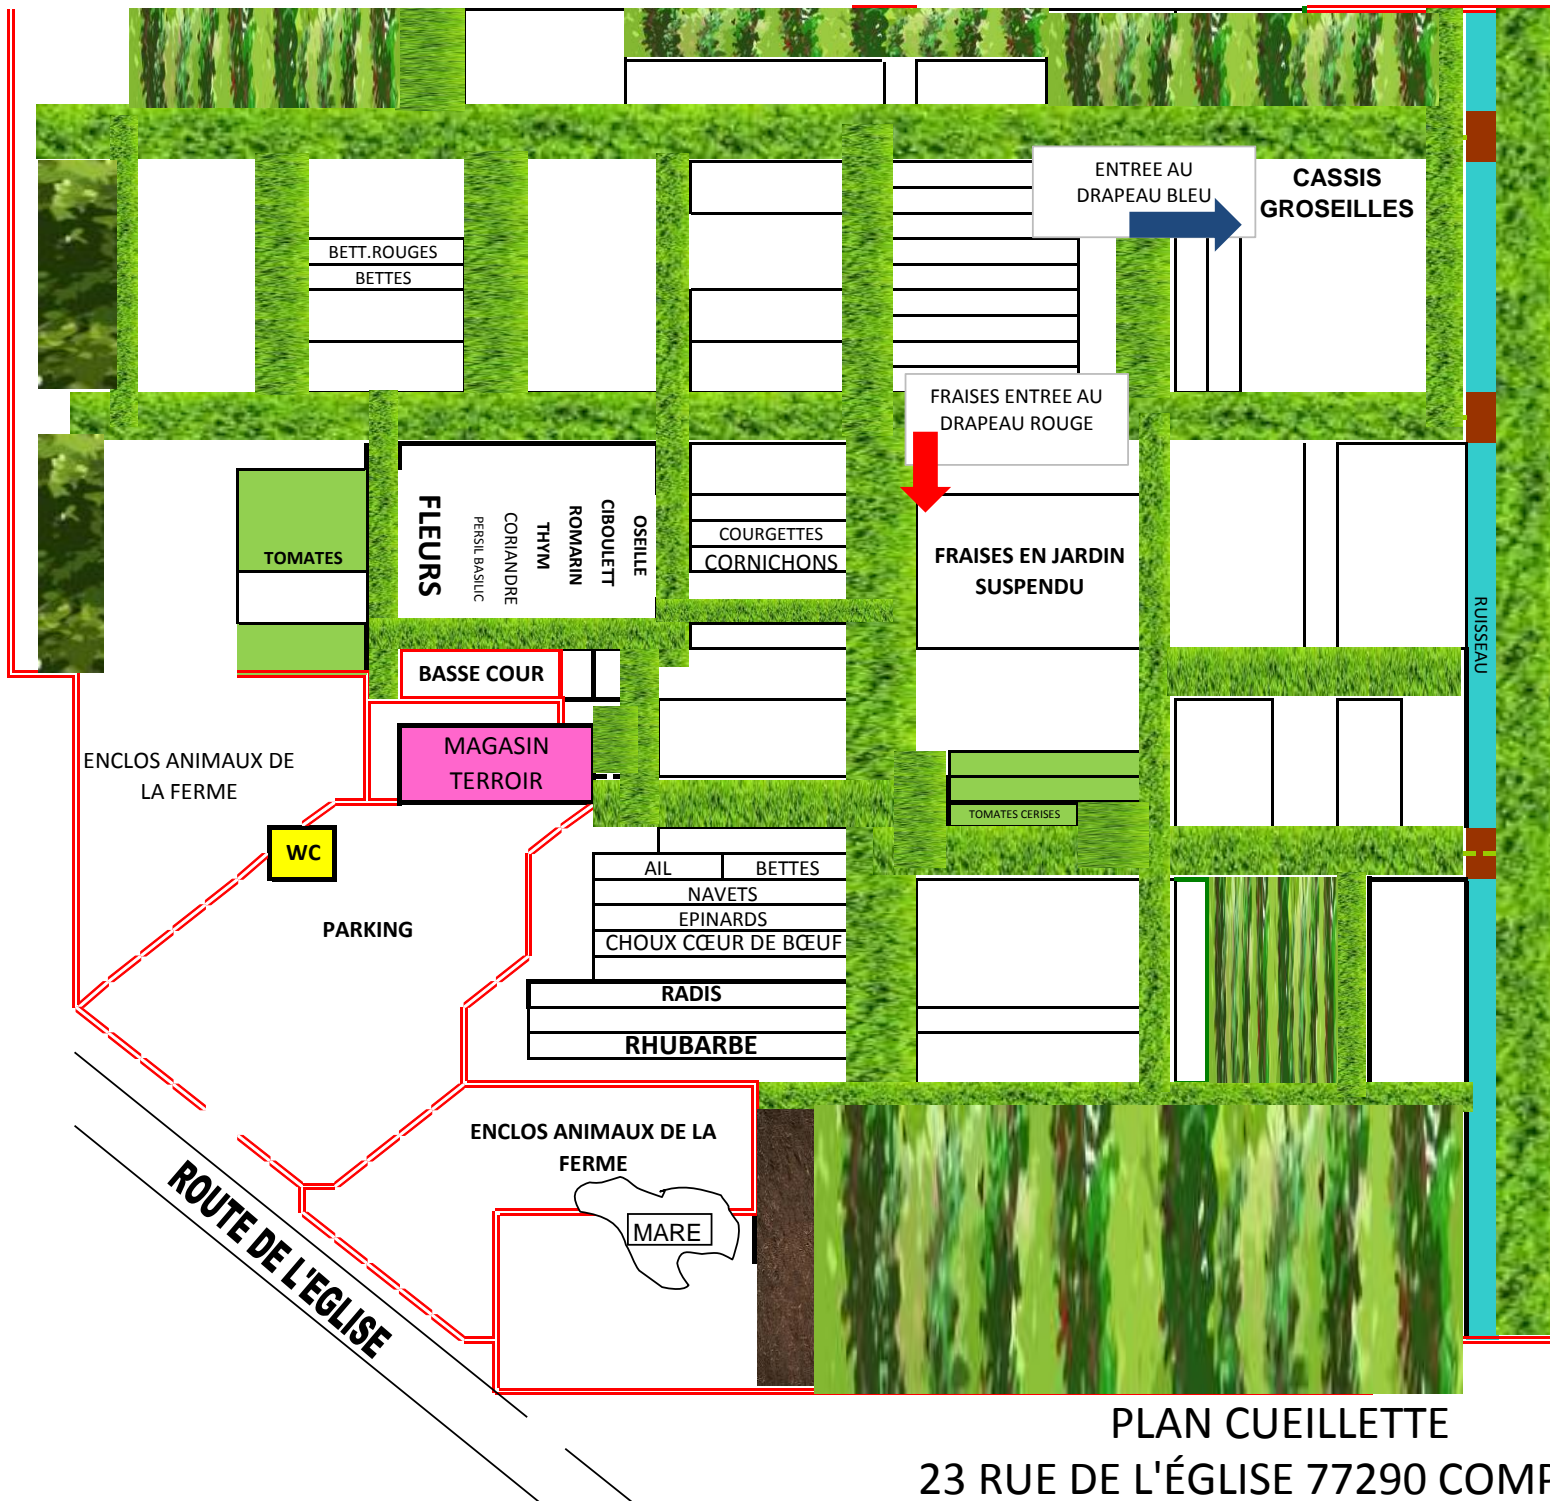 ENTREE AU
DRAPEAU BLEU
CASSIS
GROSEILLES
BETT.ROUGES
BETTES
FRAISES ENTREE AU
DRAPEAU ROUGE
TOMATES
FLEURS
PERSIL BASILIC
CORIANDRE
THYM
ROMARIN
CIBOULETT
OSEILLE
COURGETTES
CORNICHONS
FRAISES EN JARDIN
SUSPENDU
RUISSEAU
BASSE COUR
MAGASIN
TERROIR
ENCLOS ANIMAUX DE
LA FERME
TOMATES CERISES
WC
AIL
BETTES
NAVETS
EPINARDS
CHOUX CŒUR DE BŒUF
PARKING
RADIS
RHUBARBE
ENCLOS ANIMAUX DE LA
FERME
MARE
ROUTE DE L'EGLISE
PLAN CUEILLETTE
23 RUE DE L'ÉGLISE 77290